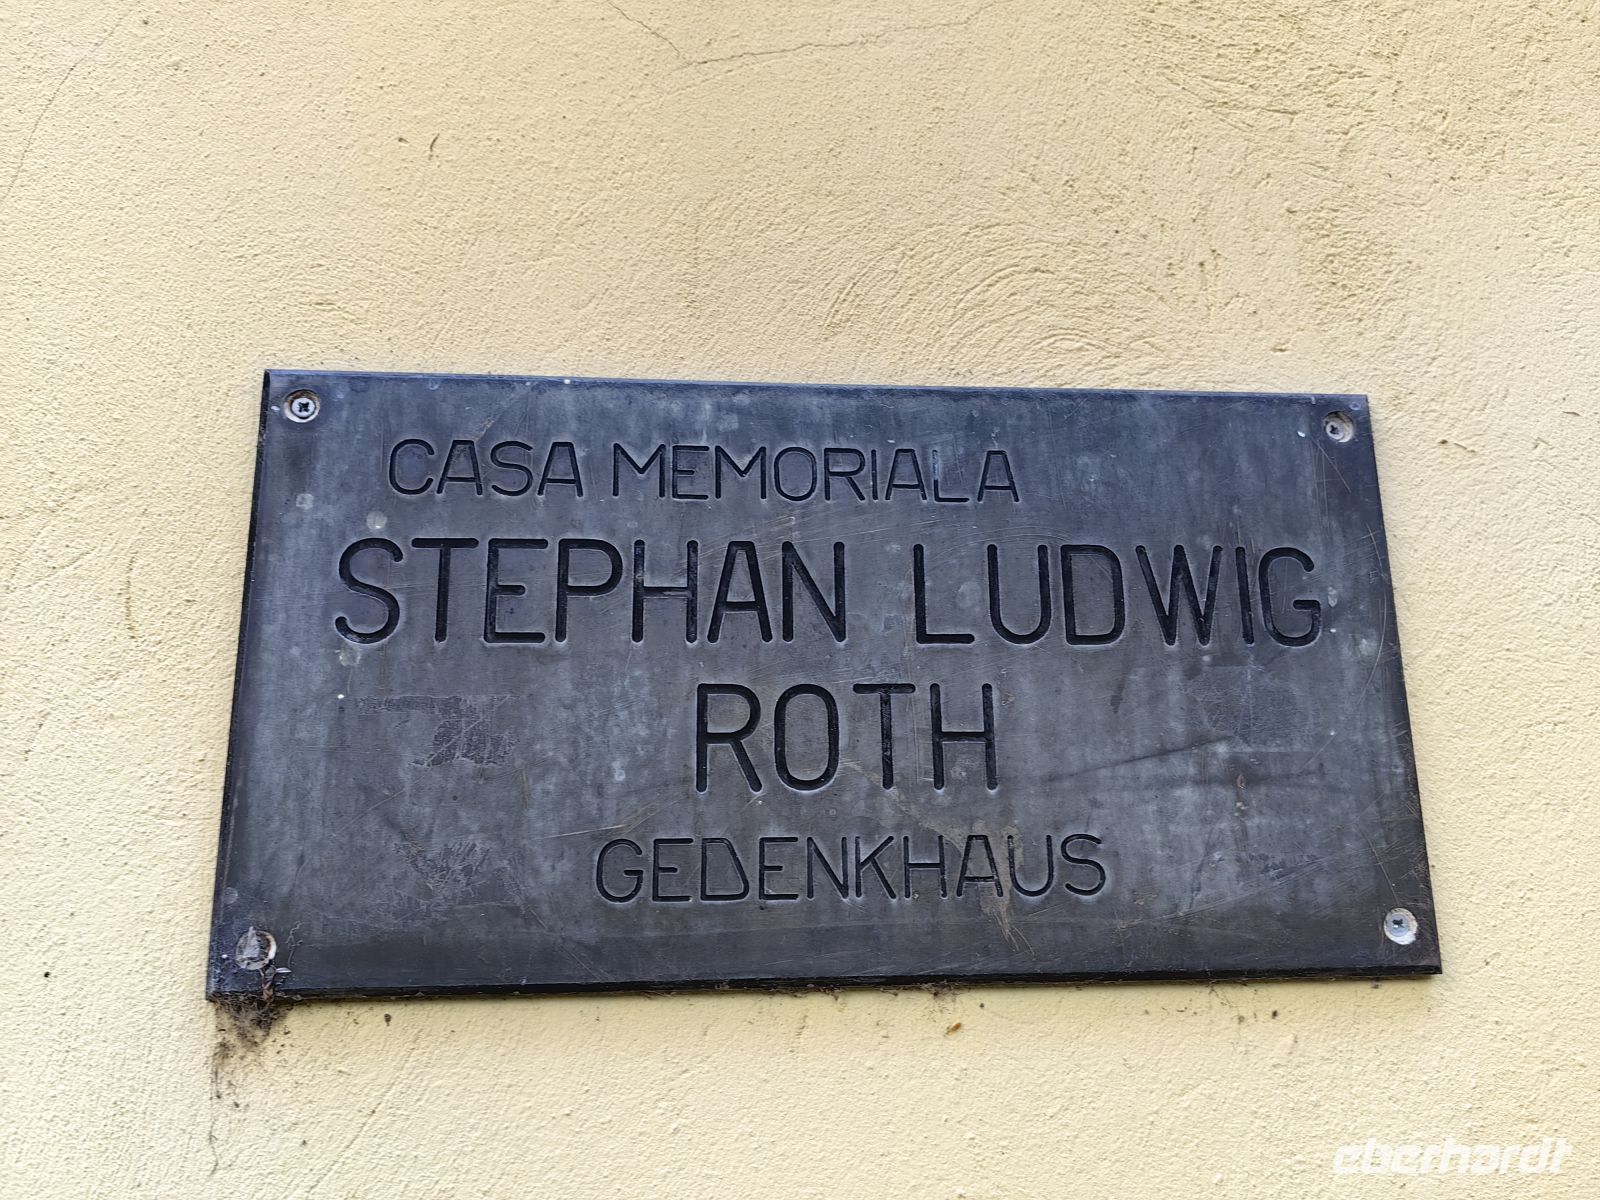 CASA MEMORIALA
STEPHAN LUDWIG
ROTH
GEDENKHAUS
eberhardt